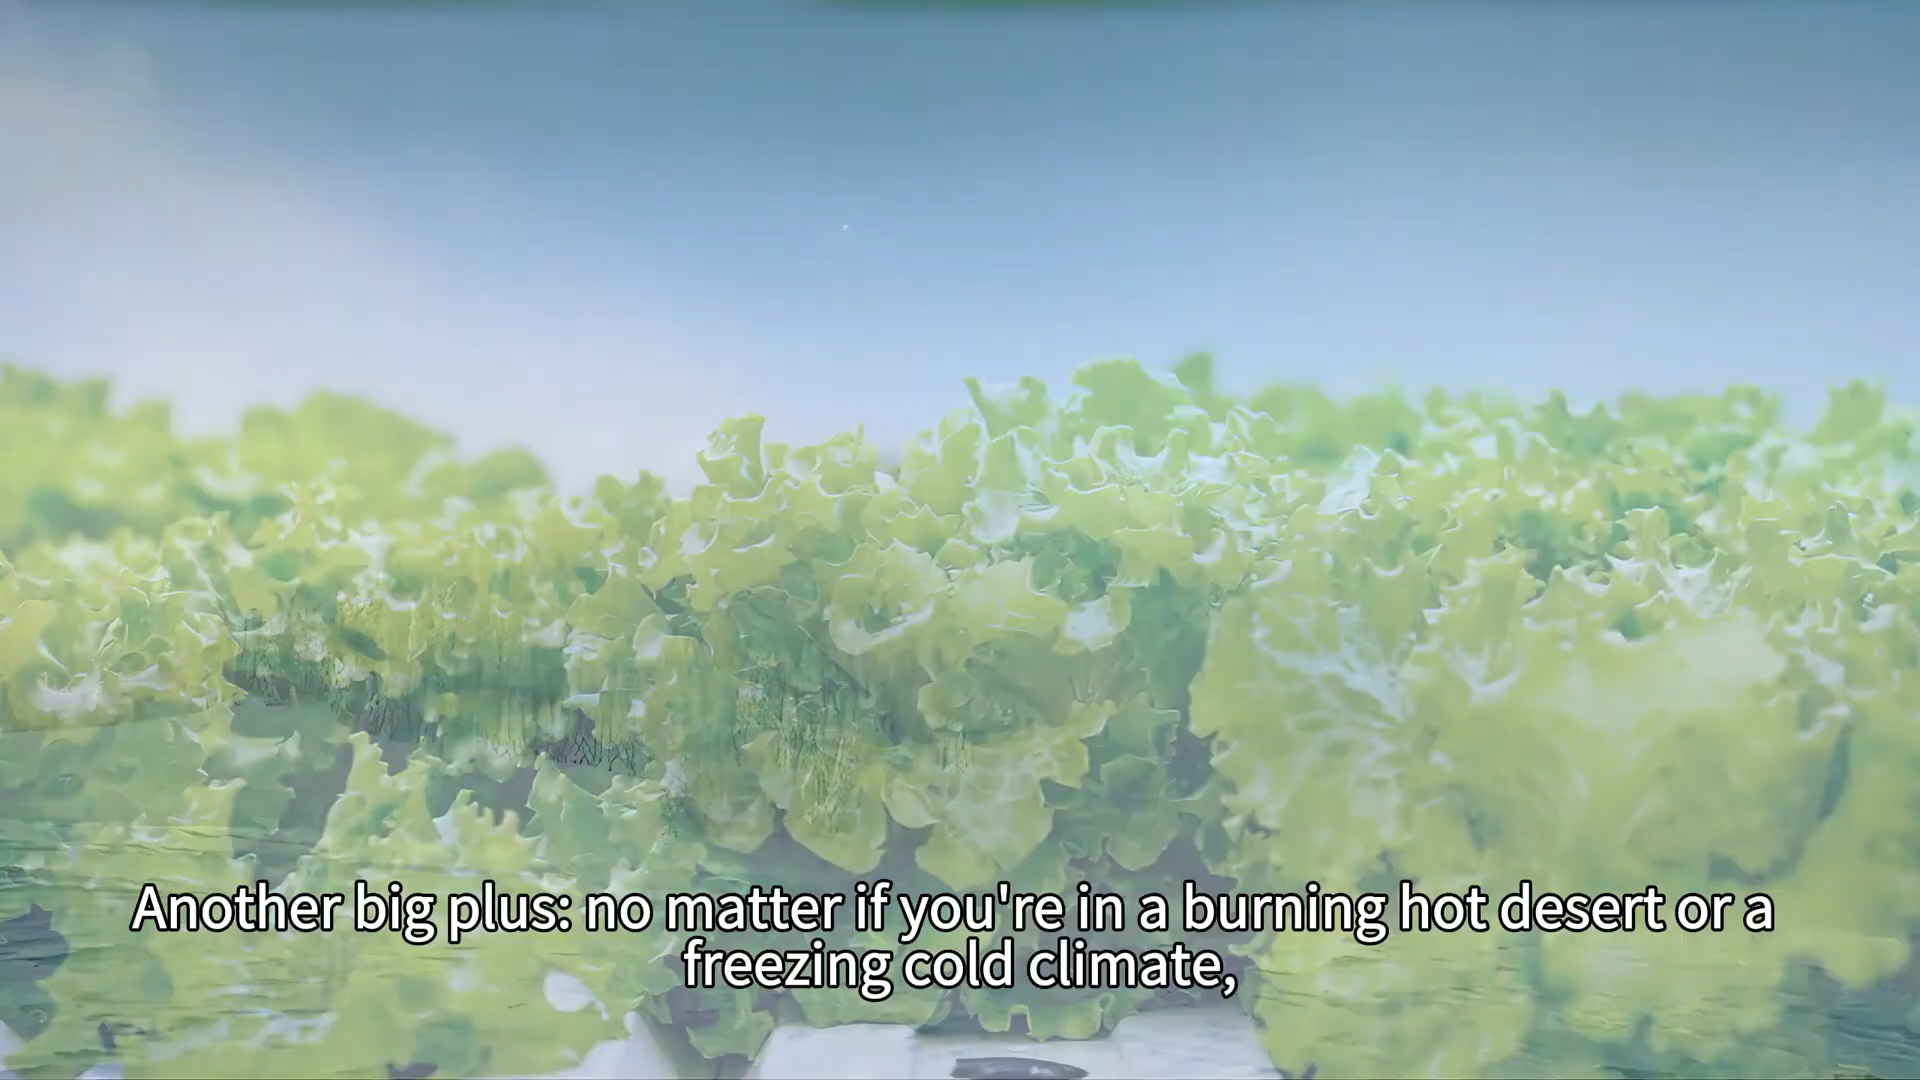 Another big plus: no matter if you're in a burning hot desert or a
freezing cold climate,